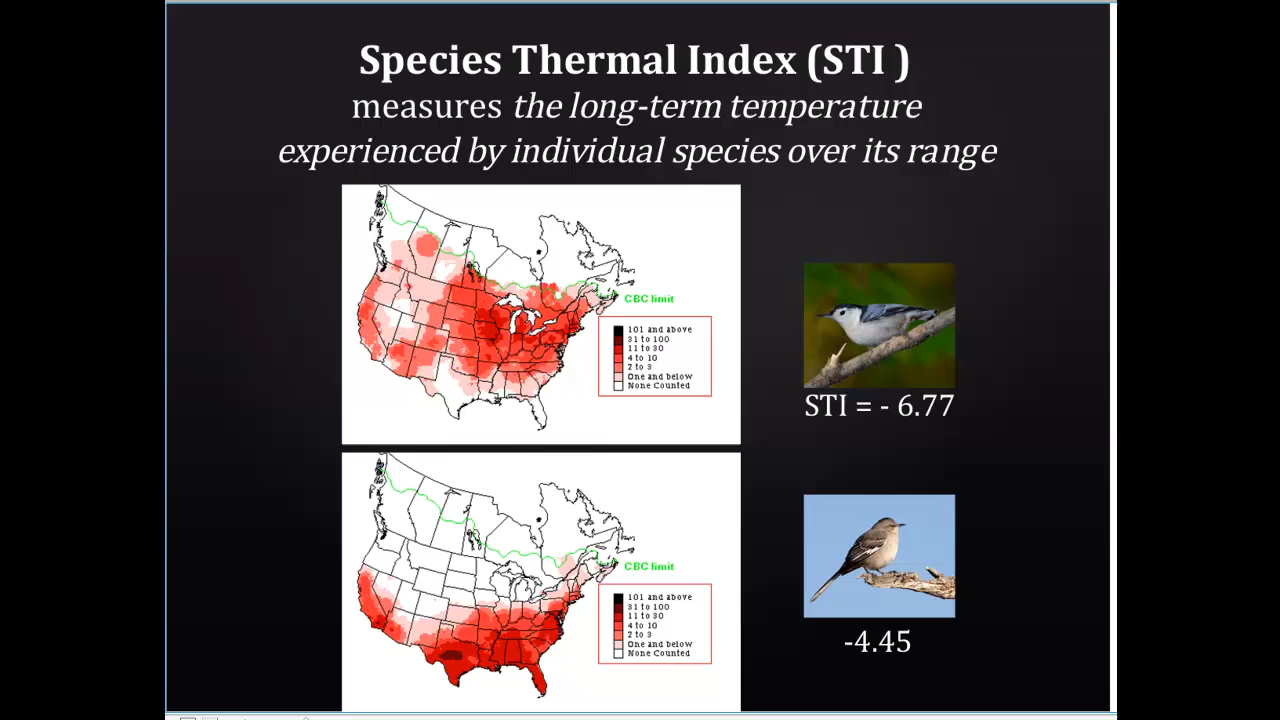 Species Thermal Index (STI )
measures the long-term temperature
experienced by individual species over its range
CBC limit
101 and above
31 to 100
11 to 30
4 to 10
2 to 3
One and below
None Counted
STI = - 6.77
CBC limit
101 and above
31 to 100
11 to 30
4 to 10
2 to 3
One and below
None Counted
-4.45